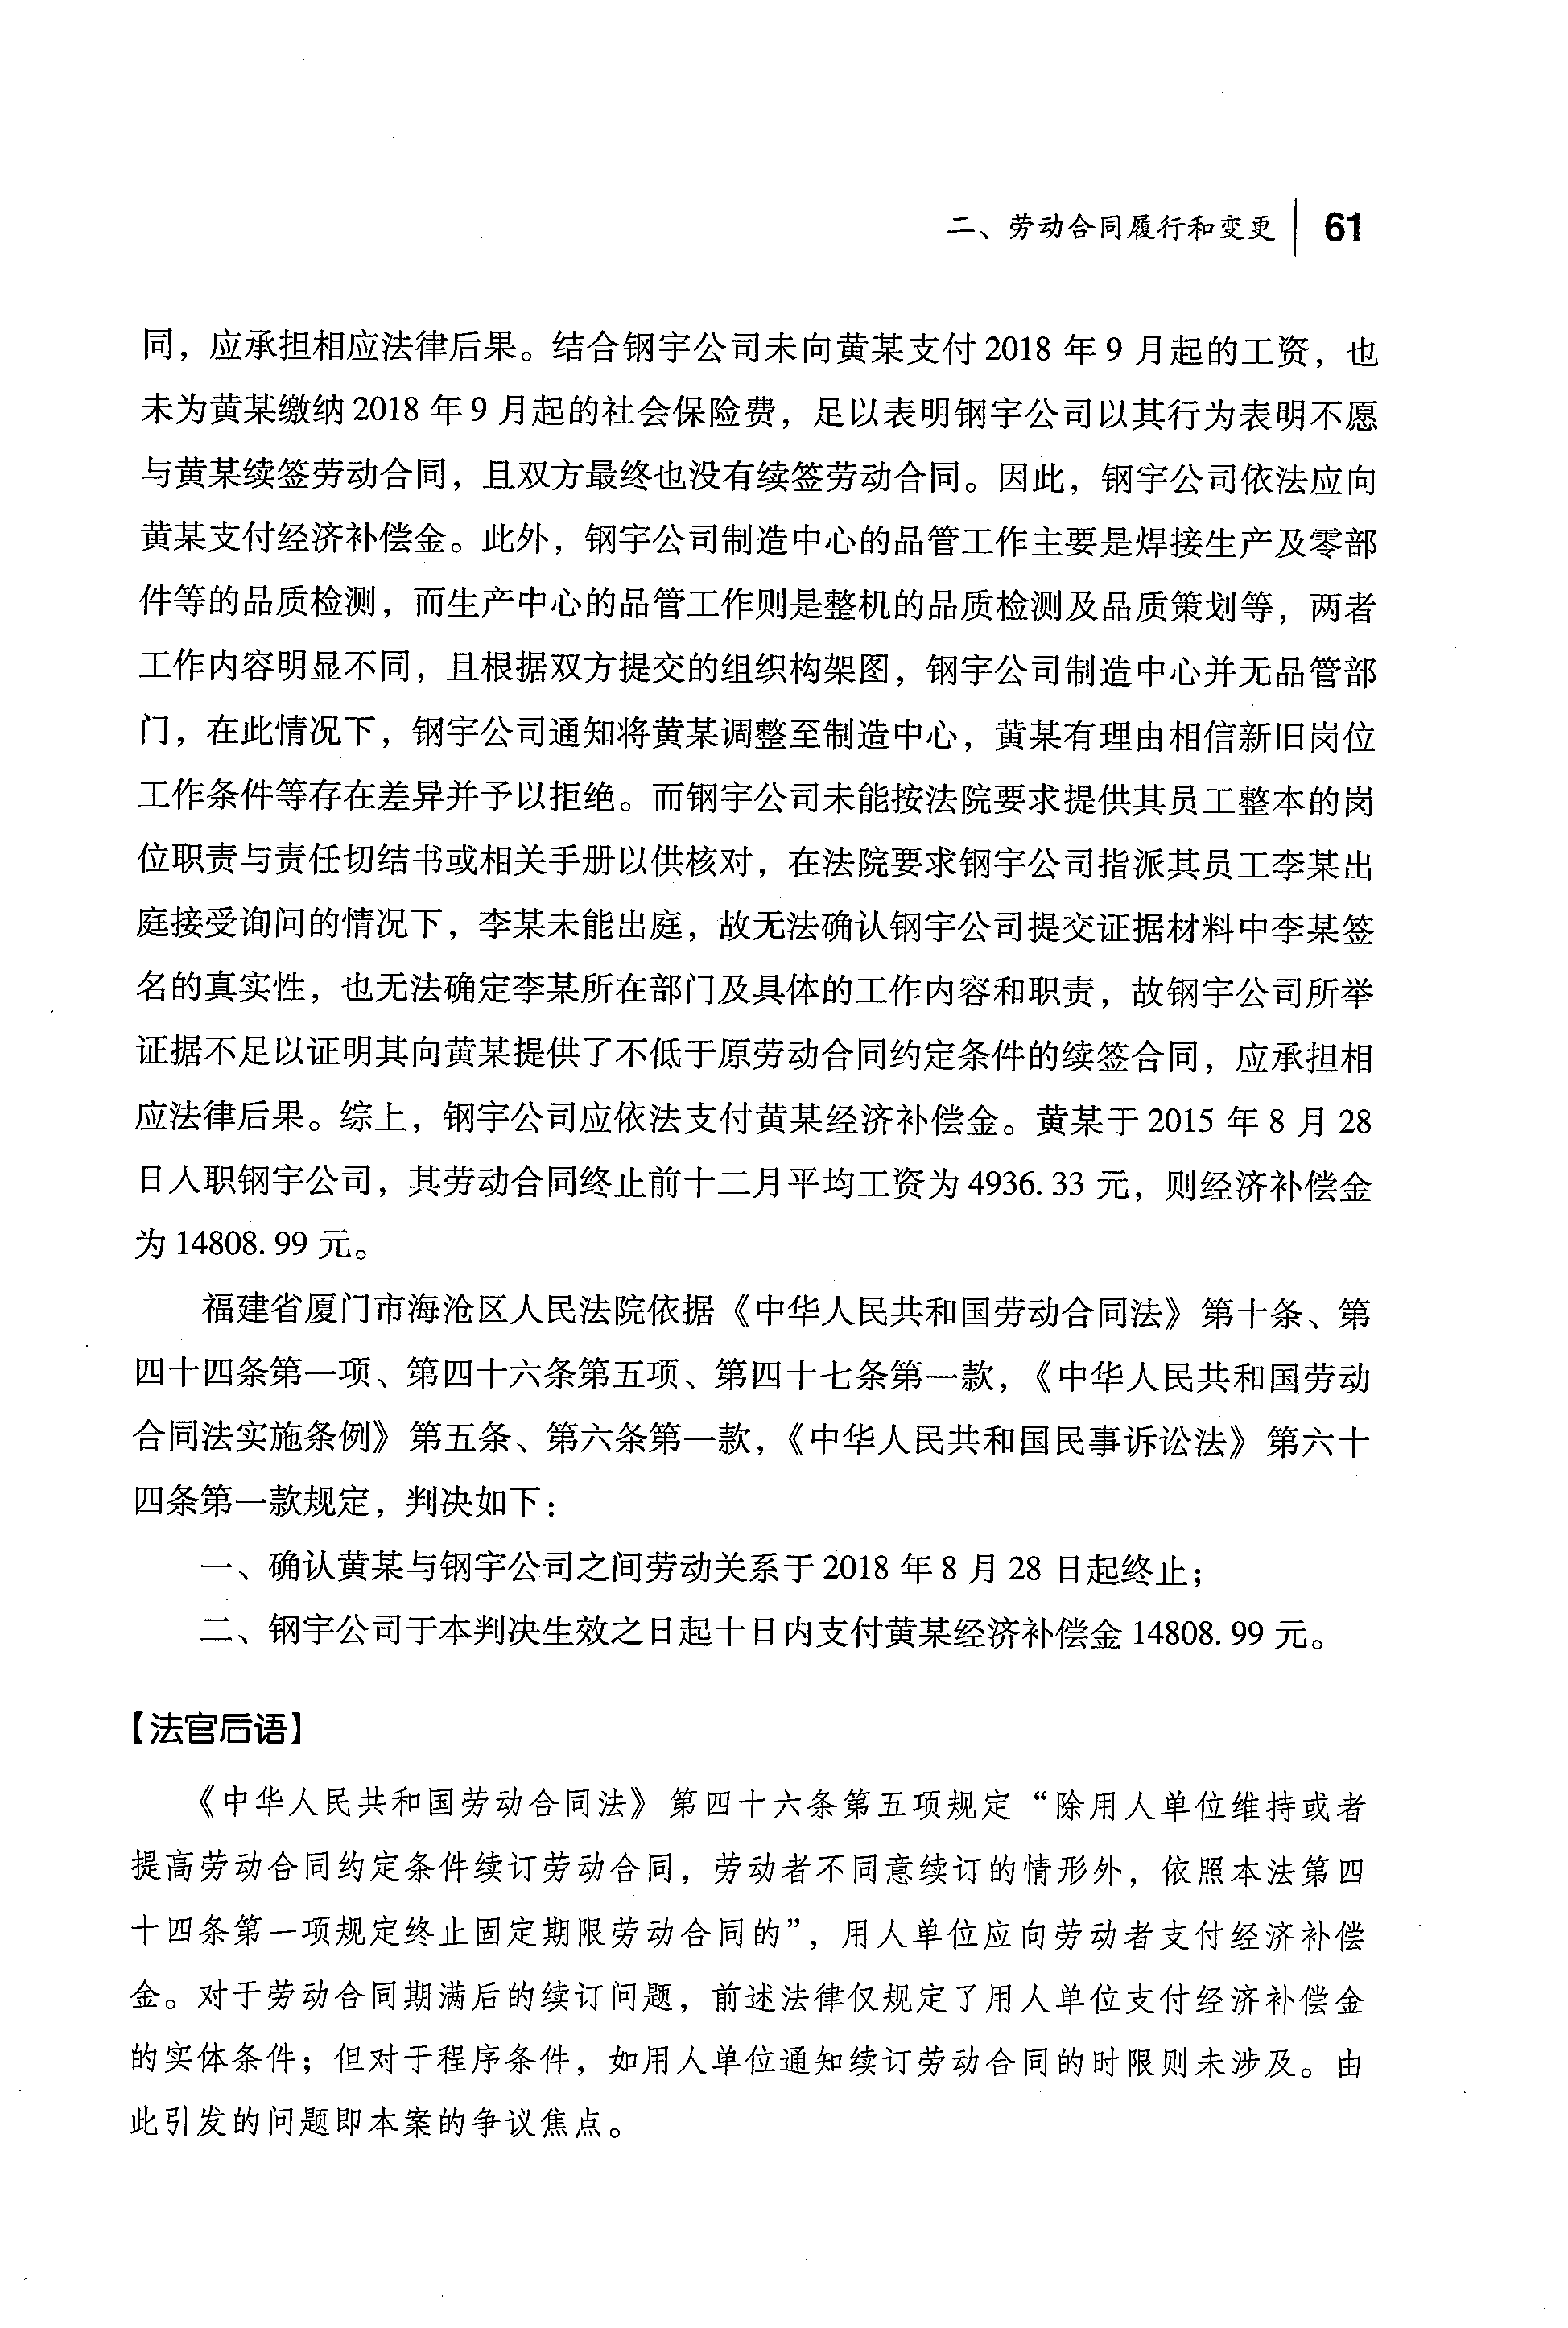 二、劳动合同履行和变更 61
同，应承担相应法律后果。结合钢宇公司未向黄某支付 2018 年 9 月起的工资，也
未为黄某缴纳 2018 年 9 月起的社会保险费，足以表明钢宇公司以其行为表明不愿
与黄某续签劳动合同，且双方最终也没有续签劳动合同。因此，钢宇公司依法应向
黄某支付经济补偿金。此外，钢宇公司制造中心的品管工作主要是焊接生产及零部
件等的品质检测，而生产中心的品管工作则是整机的品质检测及品质策划等，两者
工作内容明显不同，且根据双方提交的组织构架图，钢宇公司制造中心并无品管部
门，在此情况下，钢宇公司通知将黄某调整至制造中心，黄某有理由相信新旧岗位
工作条件等存在差异并予以拒绝。而钢宇公司未能按法院要求提供其员工整本的岗
位职责与责任切结书或相关手册以供核对，在法院要求钢宇公司指派其员工李某出
庭接受询问的情况下，李某未能出庭，故无法确认钢宇公司提交证据材料中李某签
名的真实性，也无法确定李某所在部门及具体的工作内容和职责，故钢宇公司所举
证据不足以证明其向黄某提供了不低于原劳动合同约定条件的续签合同，应承担相
应法律后果。综上，钢宇公司应依法支付黄某经济补偿金。黄某于 2015 年 8 月 28
日入职钢宇公司，其劳动合同终止前十二月平均工资为 4936.33 元，则经济补偿金
为 14808.99 元。
福建省厦门市海沧区人民法院依据《中华人民共和国劳动合同法》第十条、第
四十四条第一项、第四十六条第五项、第四十七条第一款，《中华人民共和国劳动
合同法实施条例》第五条、第六条第一款，《中华人民共和国民事诉讼法》第六十
四条第一款规定，判决如下：
一、确认黄某与钢宇公司之间劳动关系于 2018 年 8 月 28 日起终止；
二、钢宇公司于本判决生效之日起十日内支付黄某经济补偿金 14808.99 元。
【法官后语】
《中华人民共和国劳动合同法》第四十六条第五项规定“除用人单位维持或者
提高劳动合同约定条件续订劳动合同，劳动者不同意续订的情形外，依照本法第四
十四条第一项规定终止固定期限劳动合同的”，用人单位应向劳动者支付经济补偿
金。对于劳动合同期满后的续订问题，前述法律仅规定了用人单位支付经济补偿金
的实体条件；但对于程序条件，如用人单位通知续订劳动合同的时限则未涉及。由
此引发的问题即本案的争议焦点。